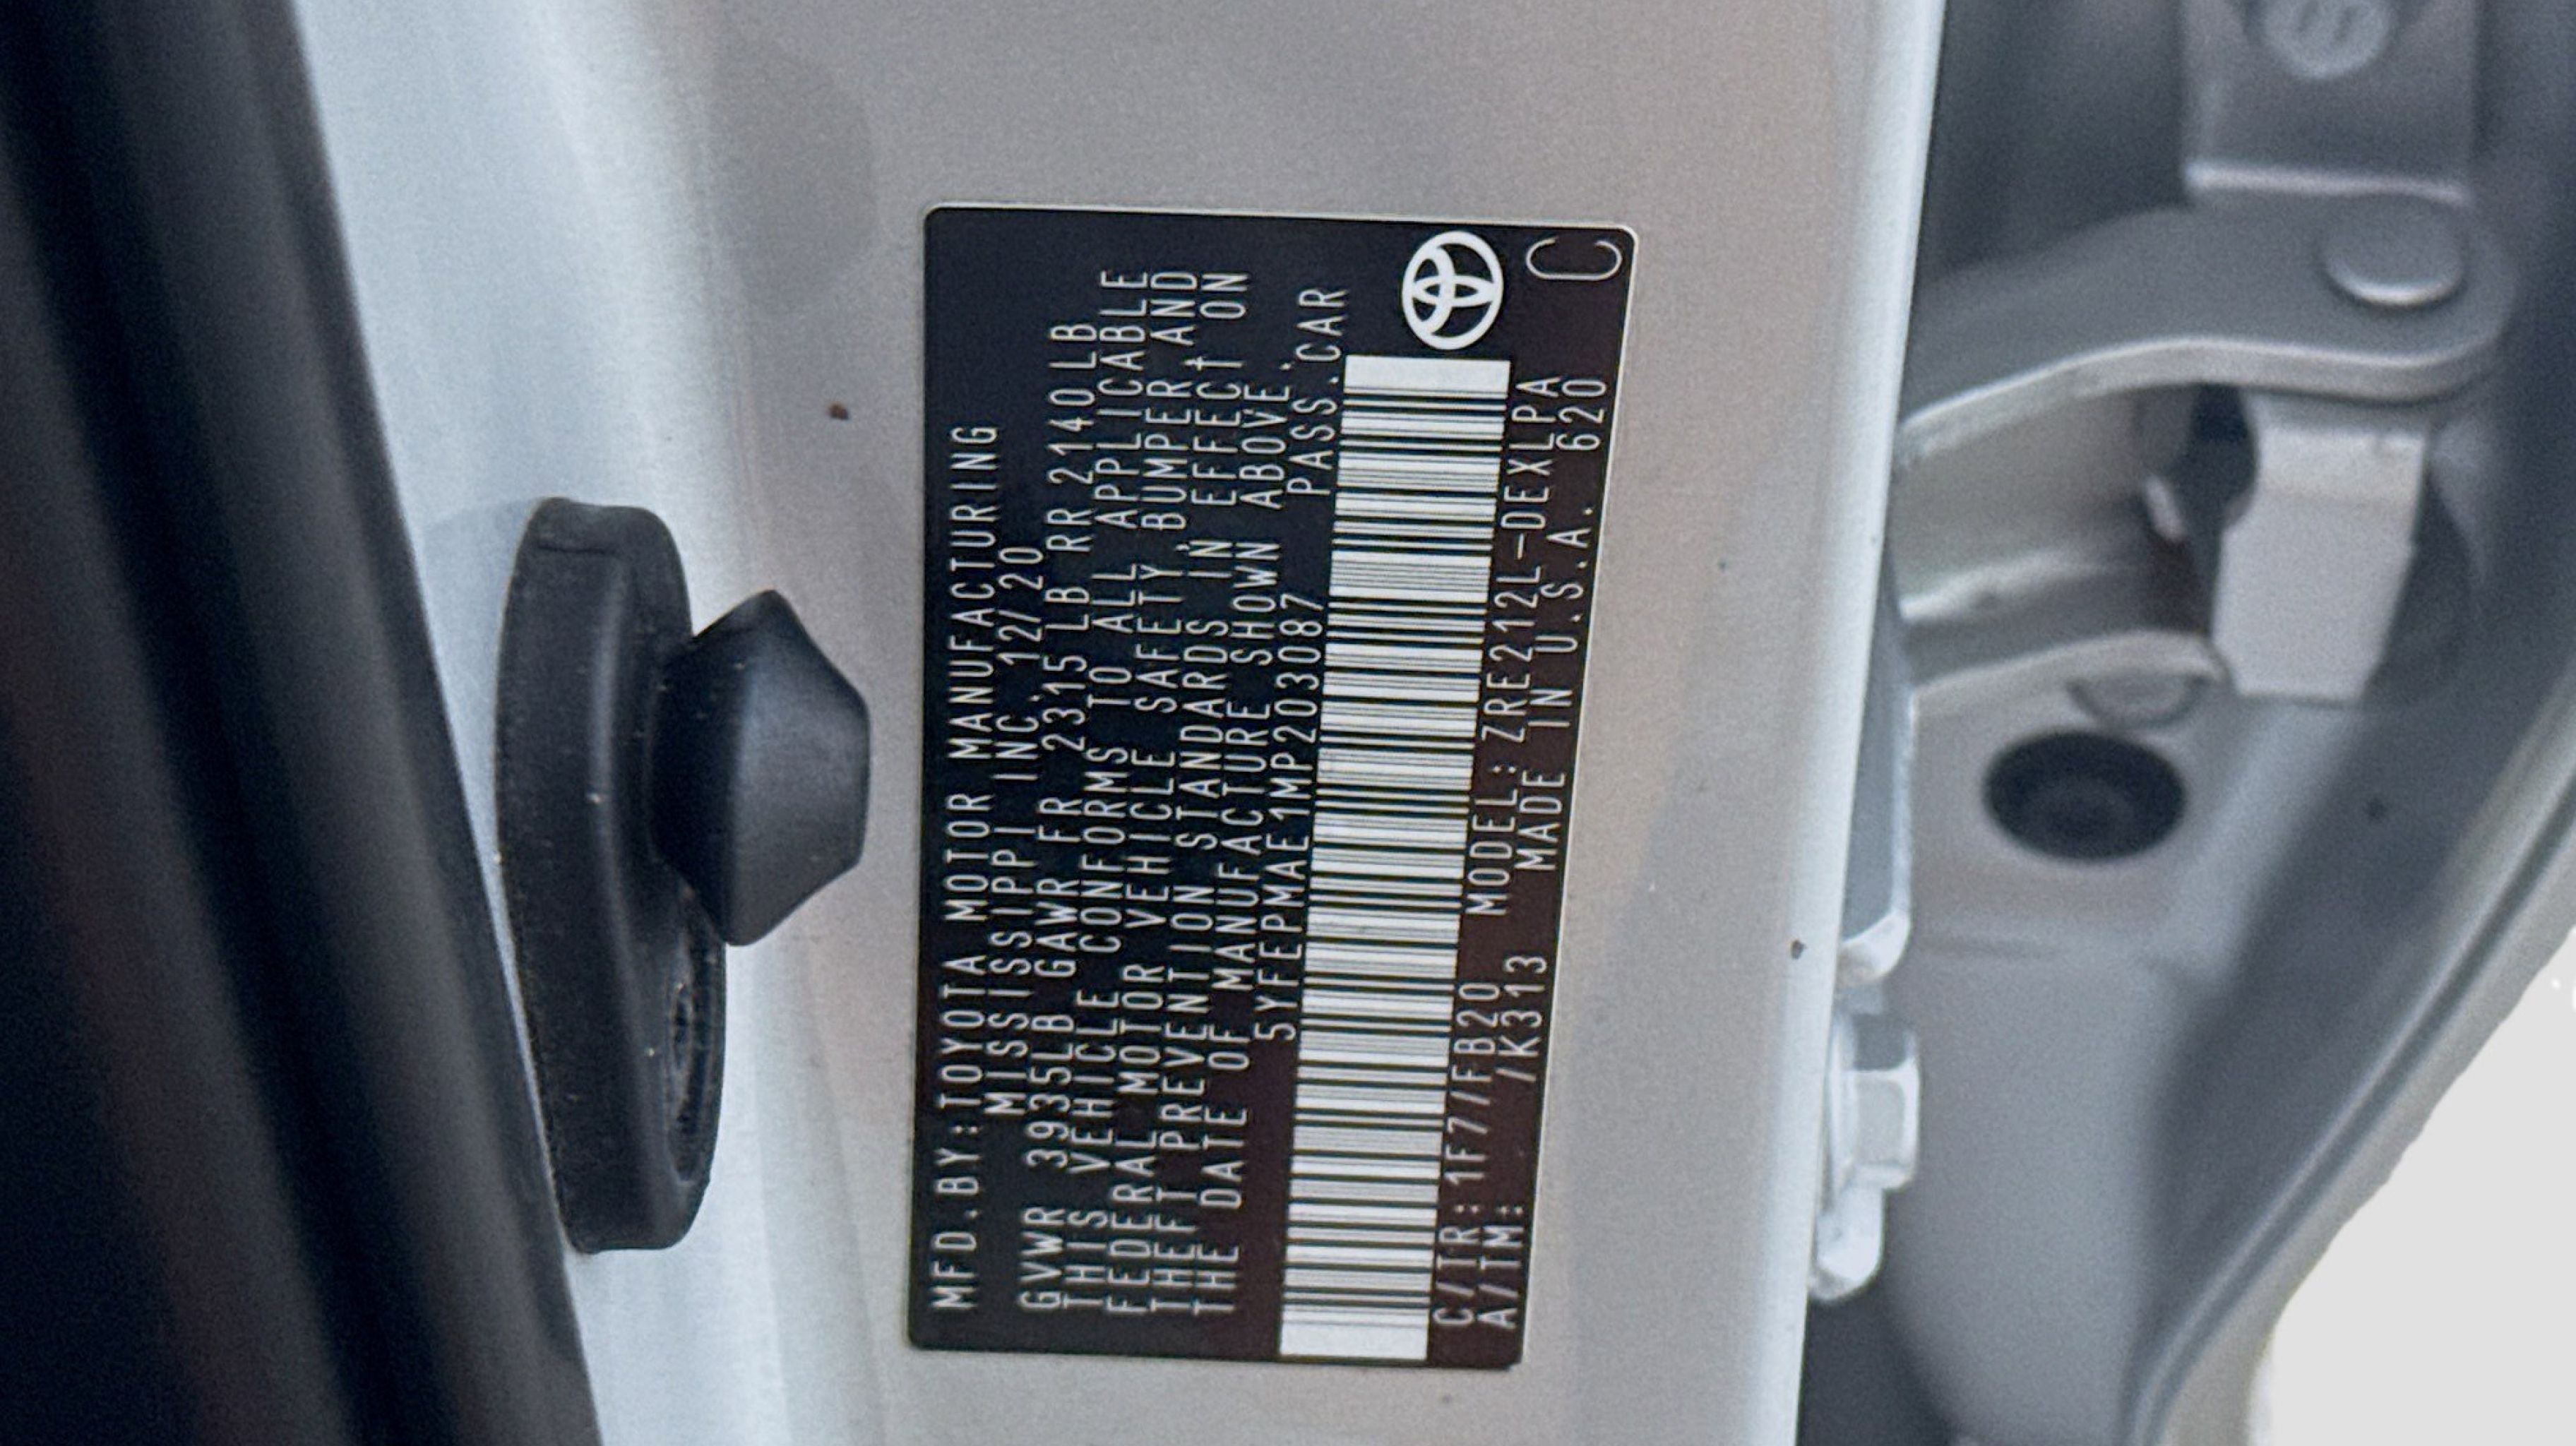 MFD.BY:TOYOTA MOTOR MANUFACTURING
MISSISSIPPI INC. 12/20
GVWR 3935LB GAWR FR 2315 LB RR 2140LB
THIS VEHICLE CONFORMS TO ALL APPLICABLE
FEDERAL MOTOR VEHICLE SAFETY, BUMPER, AND
THEFT PREVENTION STANDARDS IN EFFECT ON
THE DATE OF MANUFACTURE SHOWN ABOVE.
5YFEPMAE1MP203087 PASS.CAR
C/TR:1F7/FB20 MODEL:ZRE212L-DEXLPA
A/TM: /K313 MADE IN U.S.A. 620
C